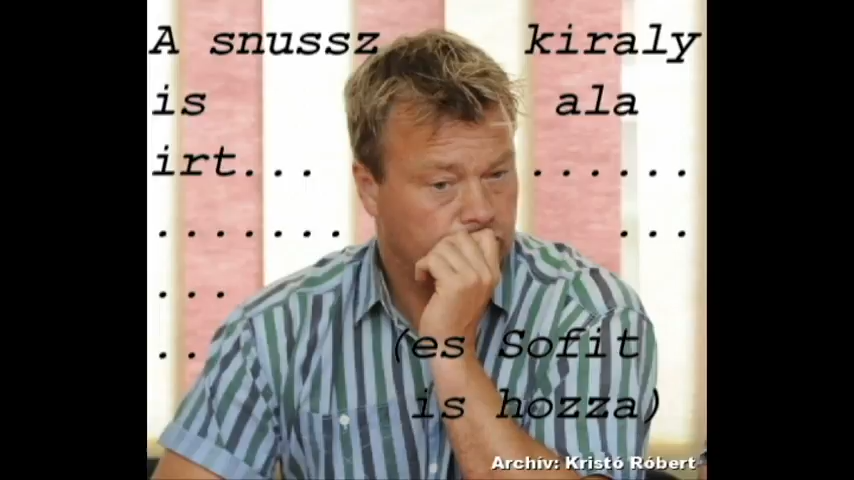 A snussz kiraly
is ala
irt... ......
....... ...
...
.. (es Sofit
is hozza)
Archív: Kristó Róbert